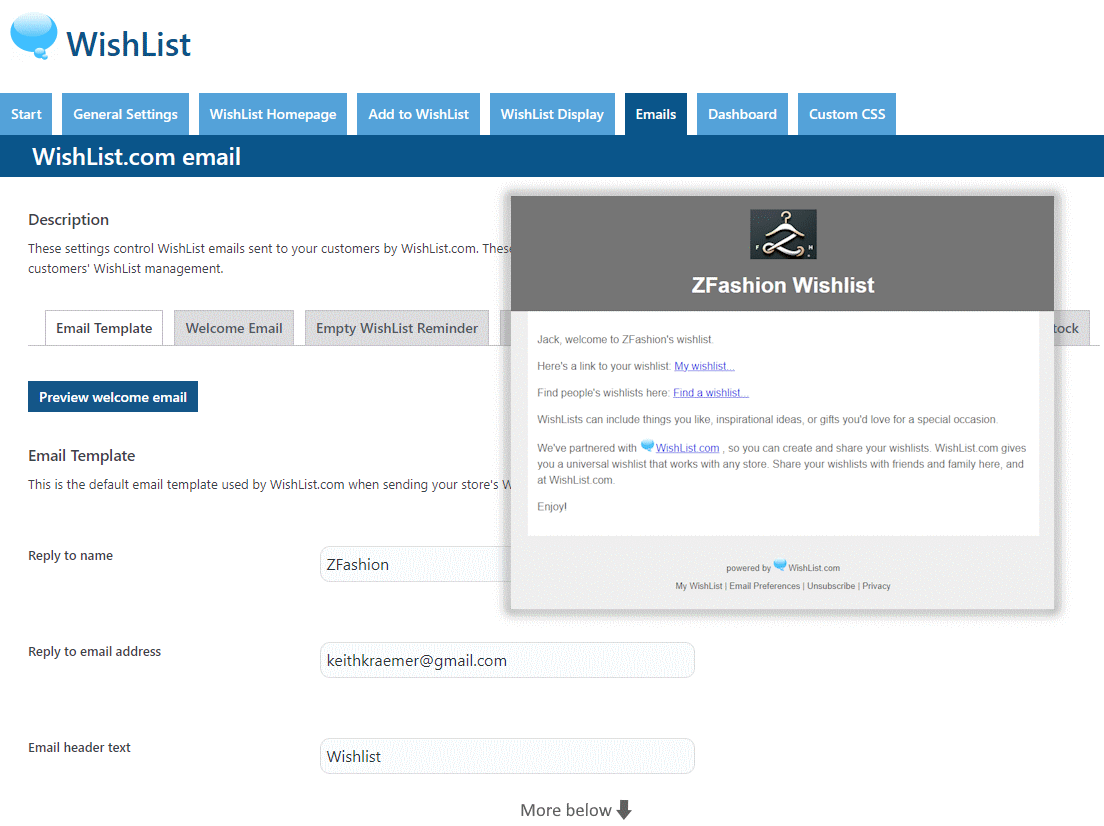 WishList
Start
General Settings
WishList Homepage
Add to WishList
WishList Display
Emails
Dashboard
Custom CSS
WishList.com email
Description
These settings control WishList emails sent to your customers by WishList.com. These
customers' WishList management.
Email Template
Welcome Email
Empty WishList Reminder
tock
Preview welcome email
Email Template
This is the default email template used by WishList.com when sending your store's W
Reply to name
ZFashion
Reply to email address
keithkraemer@gmail.com
Email header text
Wishlist
More below
F Z H
ZFashion Wishlist
Jack, welcome to ZFashion's wishlist.
Here's a link to your wishlist: My wishlist...
Find people's wishlists here: Find a wishlist...
WishLists can include things you like, inspirational ideas, or gifts you'd love for a special occasion.
We've partnered with WishList.com , so you can create and share your wishlists. WishList.com gives
you a universal wishlist that works with any store. Share your wishlists with friends and family here, and
at WishList.com.
Enjoy!
powered by WishList.com
My WishList | Email Preferences | Unsubscribe | Privacy